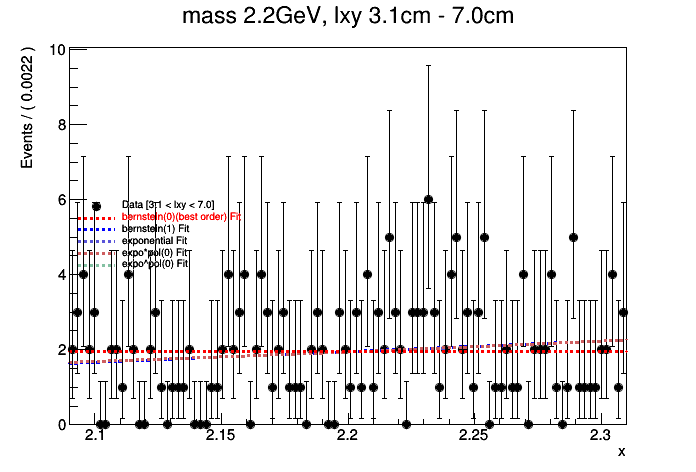 mass 2.2GeV, lxy 3.1cm - 7.0cm
Events / ( 0.0022 )
10
8
6
4
2
0
Data [3.1 < lxy < 7.0]
bernstein(0)(best order) Fit
bernstein(1) Fit
exponential Fit
expo*pol(0) Fit
expo^pol(0) Fit
2.1 2.15 2.2 2.25 2.3
x